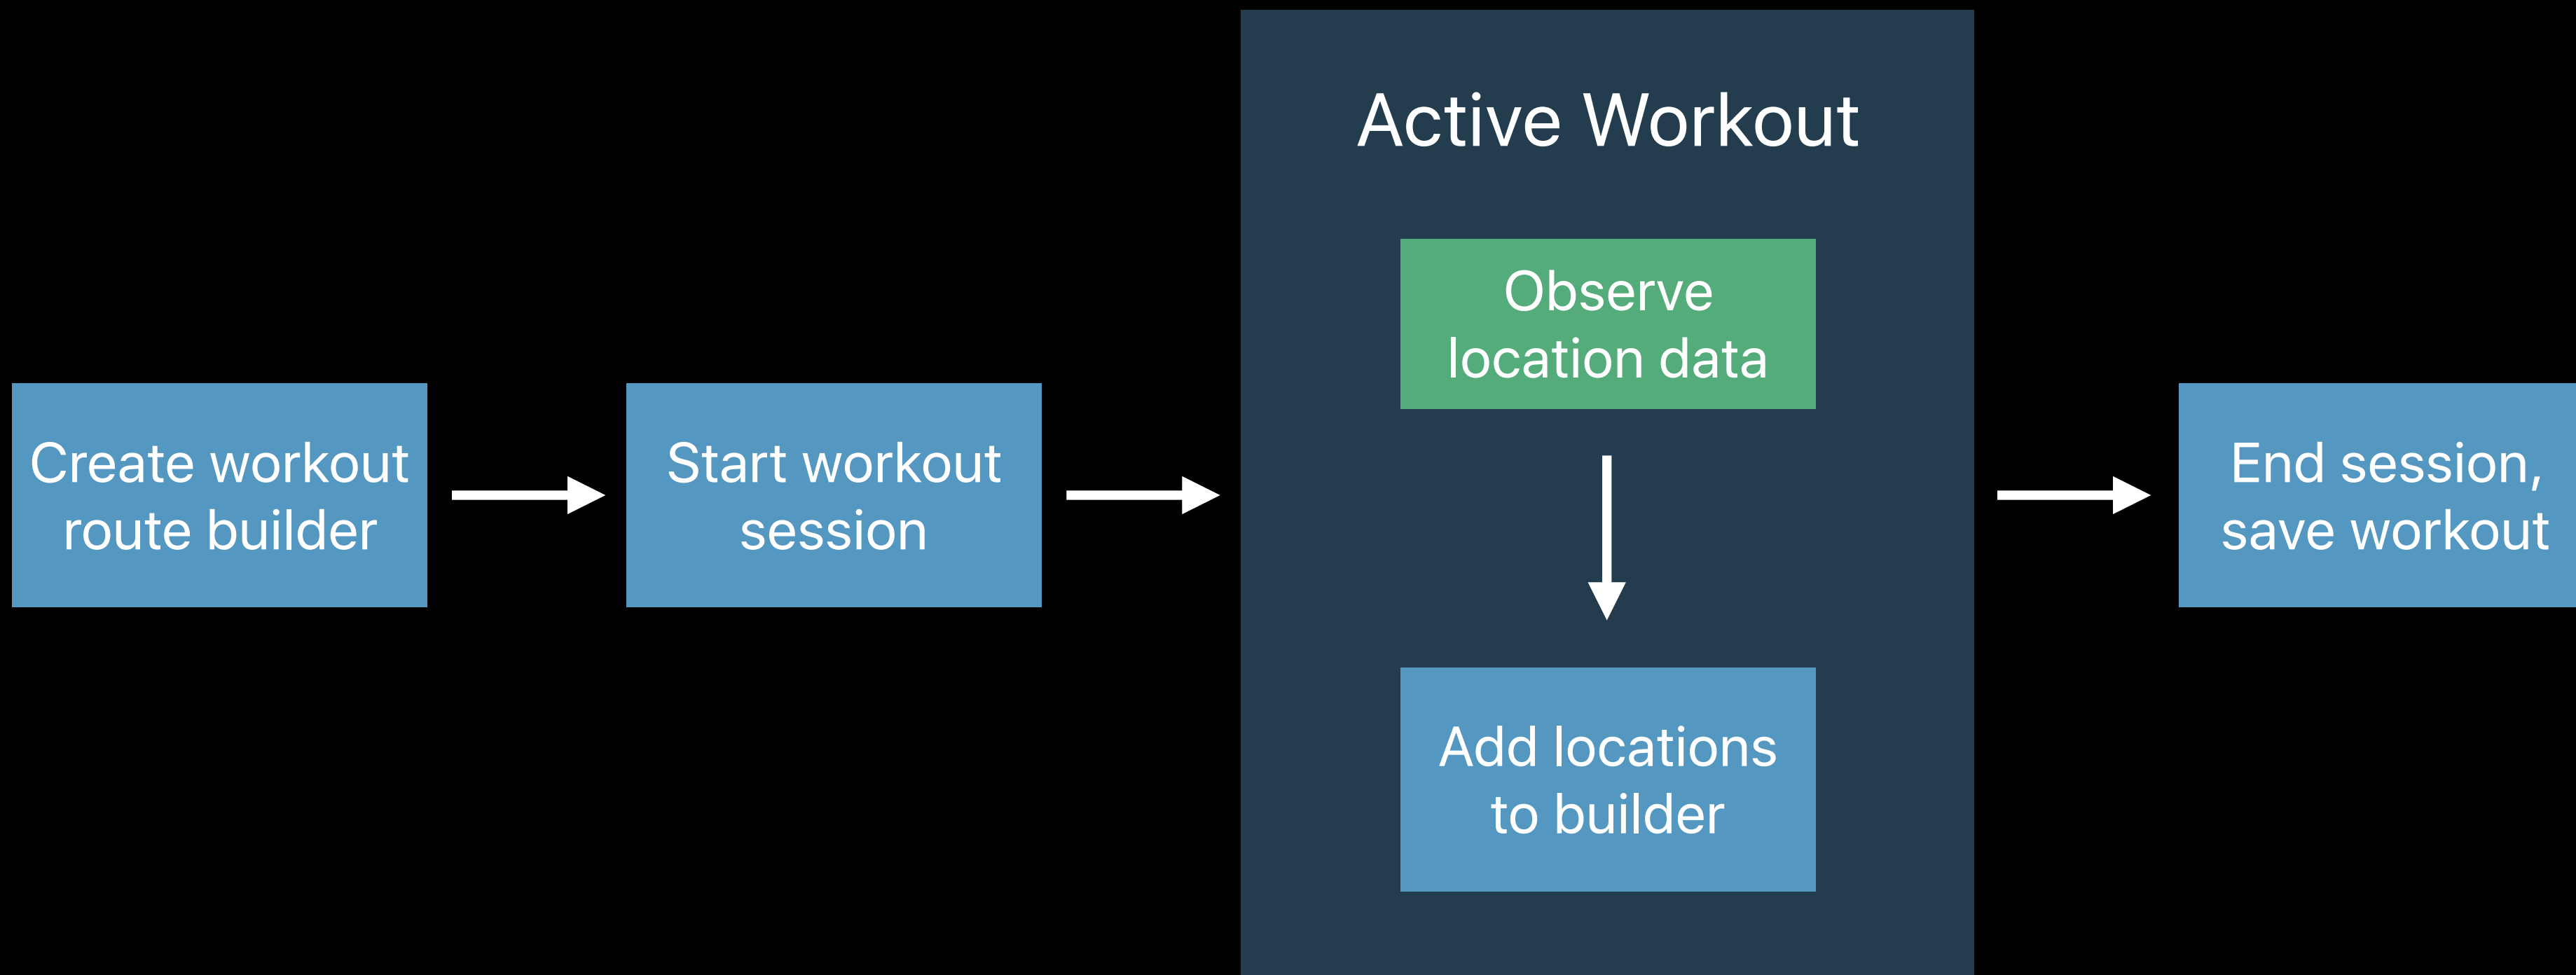 Create workout
route builder
Start workout
session
Active Workout
Observe
location data
Add locations
to builder
End session,
save workout